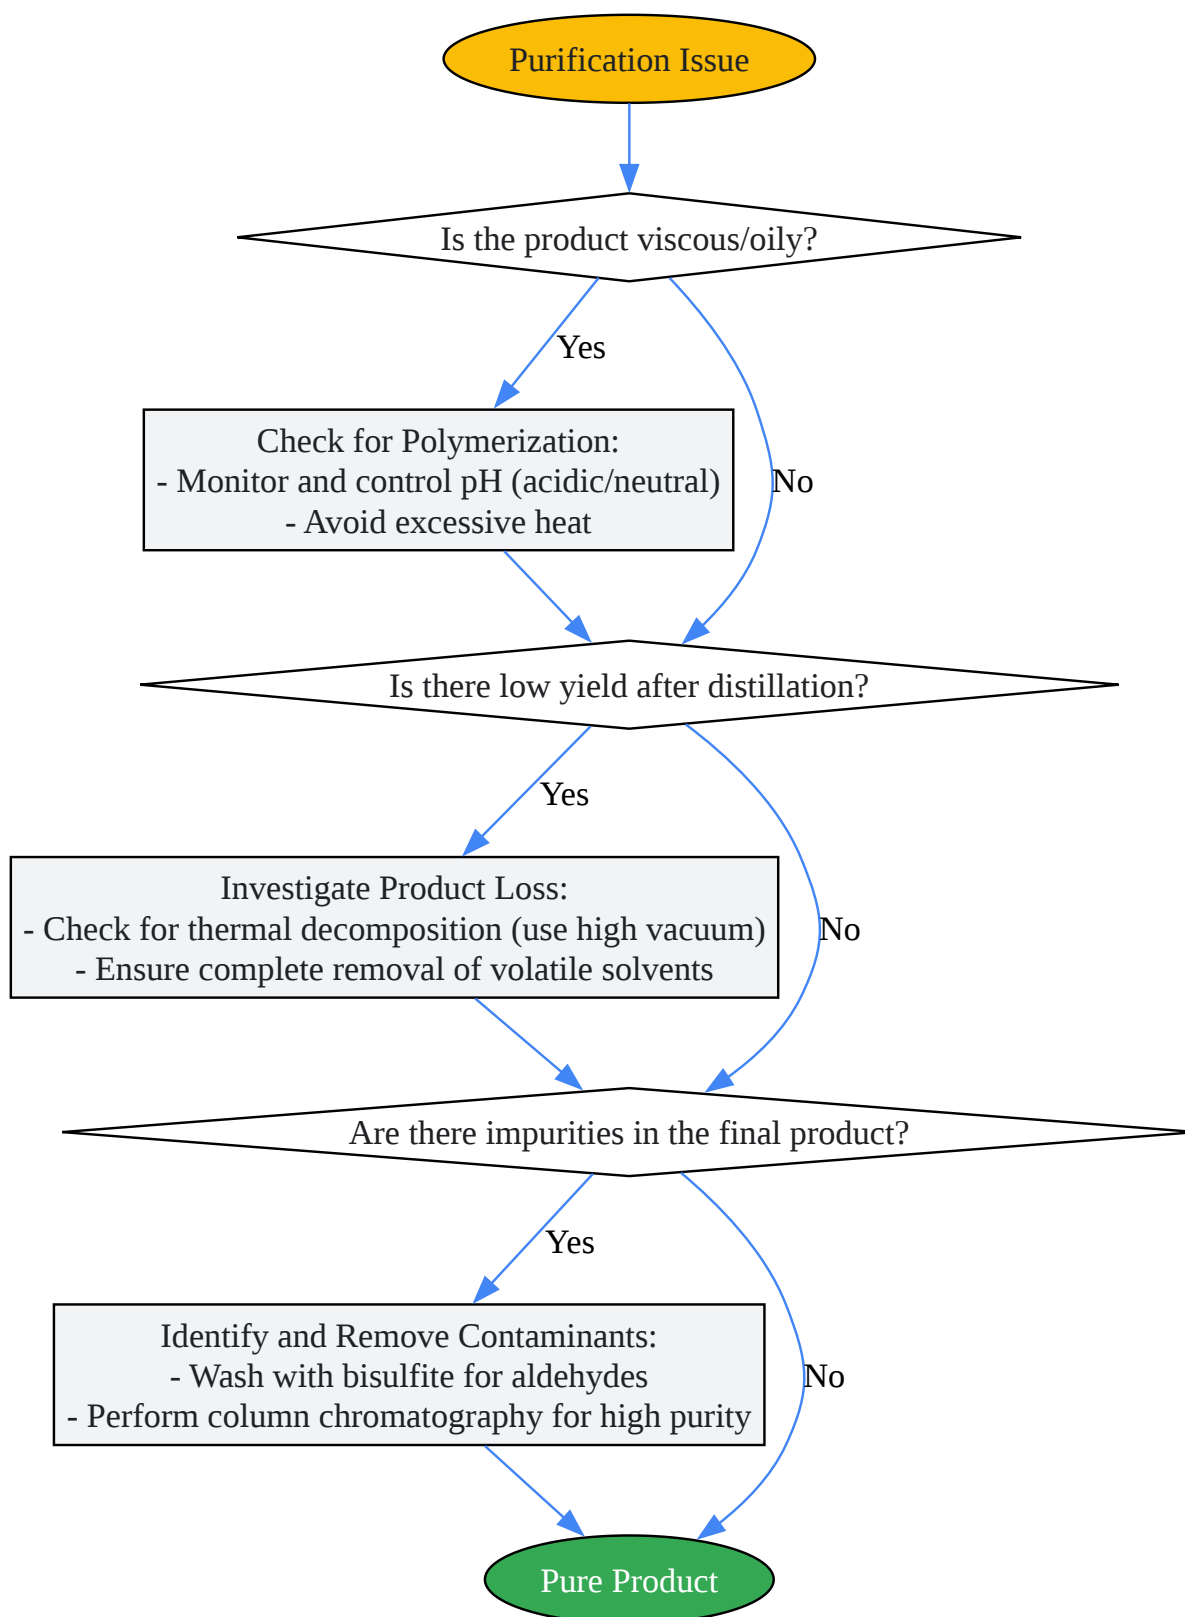 Purification Issue
Is the product viscous/oily?
Yes
Check for Polymerization:
- Monitor and control pH (acidic/neutral)
- Avoid excessive heat
No
Is there low yield after distillation?
Yes
Investigate Product Loss:
- Check for thermal decomposition (use high vacuum)
- Ensure complete removal of volatile solvents
No
Are there impurities in the final product?
Yes
Identify and Remove Contaminants:
- Wash with bisulfite for aldehydes
- Perform column chromatography for high purity
No
Pure Product